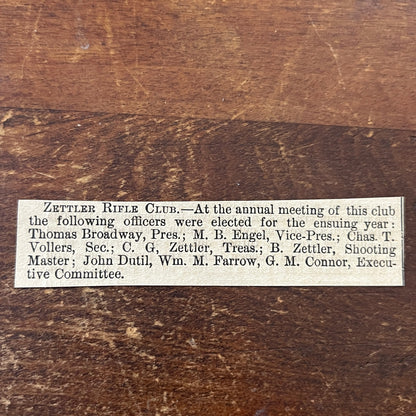 ZETTLER RIFLE CLUB.—At the annual meeting of this club
the following officers were elected for the ensuing year:
Thomas Broadway, Pres.; M. B. Engel, Vice-Pres.; Chas. T.
Vollers, Sec.; C. G, Zettler, Treas.; B. Zettler, Shooting
Master; John Dutil, Wm. M. Farrow, G. M. Connor, Execu-
tive Committee.